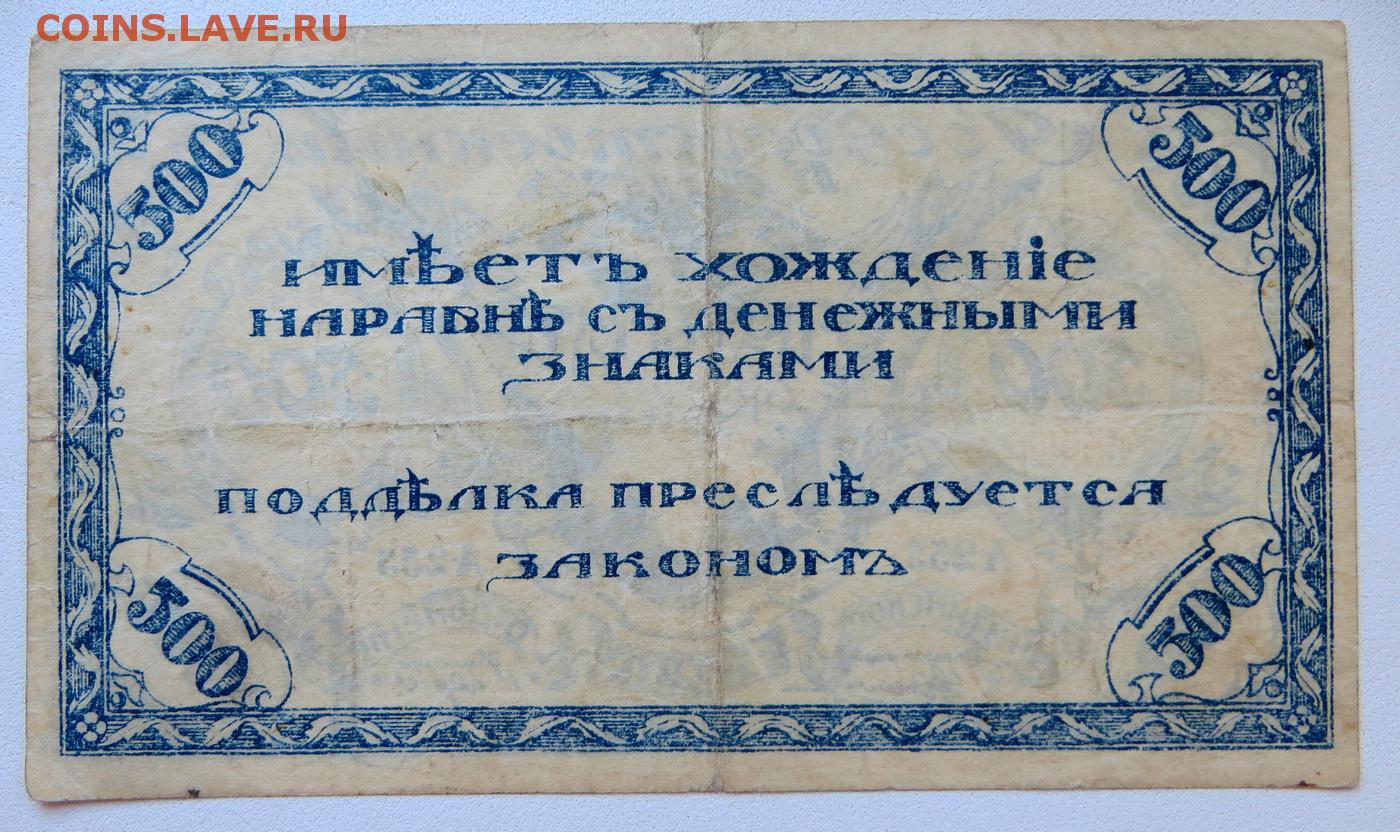 COINS.LAVE.RU
500
500
имѣетъ хожденіе
наравнѣ съ денежными
знаками
поддѣлка преслѣдуется
закономъ
500
500